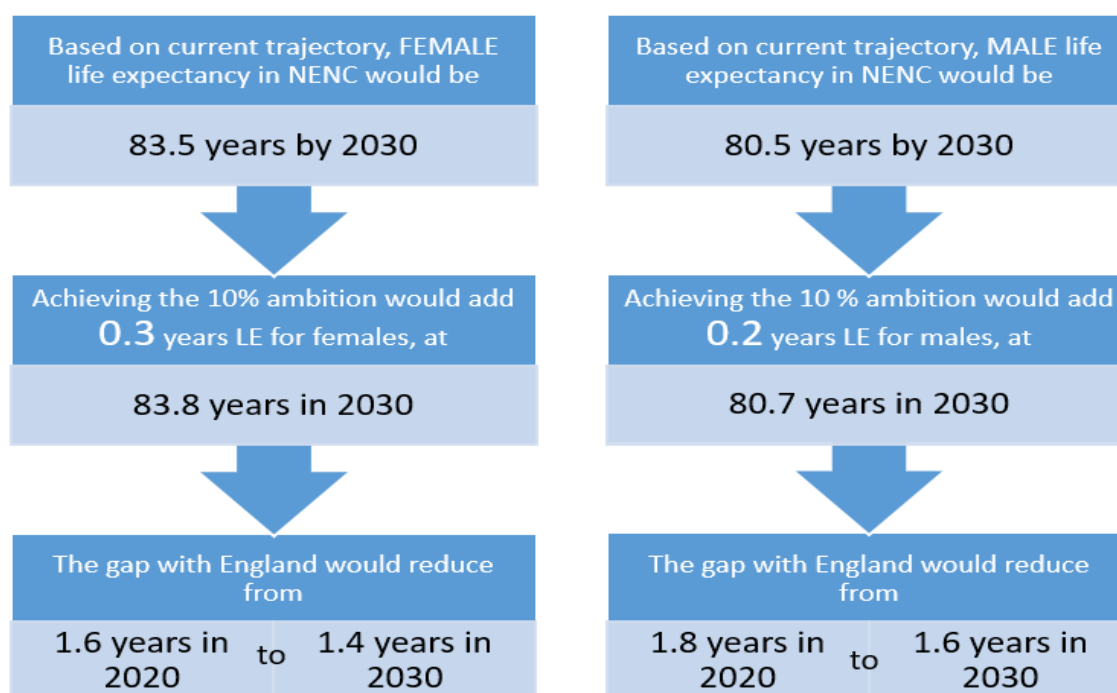 Based on current trajectory, FEMALE
life expectancy in NENC would be
83.5 years by 2030
Achieving the 10% ambition would add
0.3 years LE for females, at
83.8 years in 2030
The gap with England would reduce
from
1.6 years in
2020
to
1.4 years in
2030
Based on current trajectory, MALE life
expectancy in NENC would be
80.5 years by 2030
Achieving the 10 % ambition would add
0.2 years LE for males, at
80.7 years in 2030
The gap with England would reduce
from
1.8 years in
2020
to
1.6 years in
2030